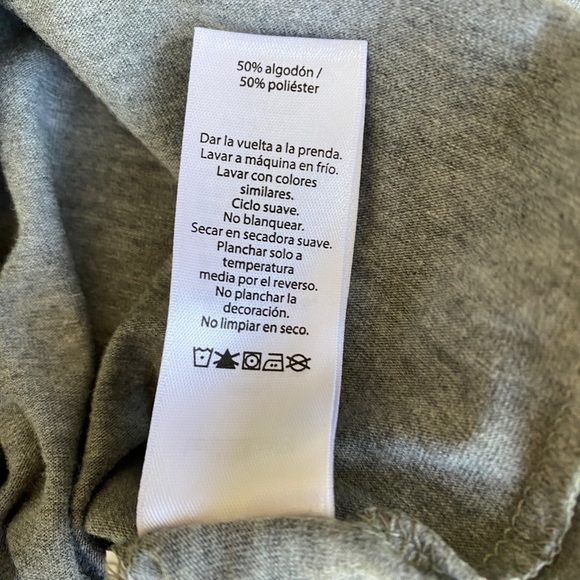 50% algodón /
50% poliéster
Dar la vuelta a la prenda.
Lavar a máquina en frío.
Lavar con colores
similares.
Ciclo suave.
No blanquear.
Secar en secadora suave.
Planchar solo a
temperatura
media por el reverso.
No planchar la
decoración.
No limpiar en seco.